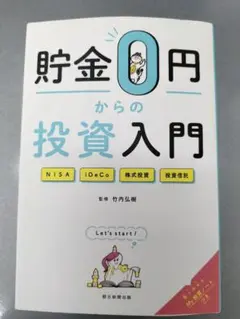 貯金0円
からの
投資入門
NISA
iDeCo
株式投資
投資信託
監修 竹内弘樹
Let's start!
朝日新聞出版